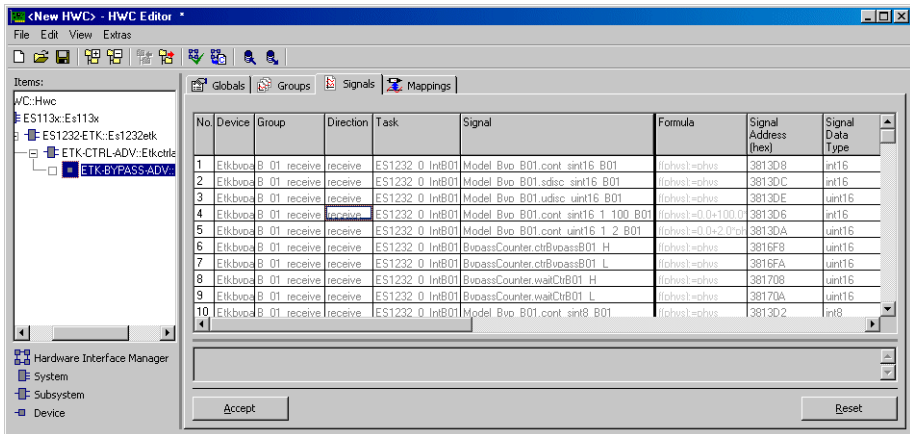 <New HWC> - HWC Editor *
File Edit View Extras
Items:
WC::Hwc
ES113x::Es113x
ES1232-ETK::Es1232etk
ETK-CTRL-ADV::Etkctrla
ETK-BYPASS-ADV::
Globals Groups Signals Mappings
No. Device Group Direction Task Signal Formula Signal Address (hex) Signal Data Type
1 Etkbypa B_01_receive receive ES1232_0_IntB01 Model_Byp_B01.cont_sint16_B01 f(phys):=phys 3813D8 int16
2 Etkbypa B_01_receive receive ES1232_0_IntB01 Model_Byp_B01.sdisc_sint16_B01 f(phys):=phys 3813DC int16
3 Etkbypa B_01_receive receive ES1232_0_IntB01 Model_Byp_B01.udisc_uint16_B01 f(phys):=phys 3813DE uint16
4 Etkbypa B_01_receive receive ES1232_0_IntB01 Model_Byp_B01.cont_sint16_1_100_B01 f(phys):=0.0+100.0* 3813D6 int16
5 Etkbypa B_01_receive receive ES1232_0_IntB01 Model_Byp_B01.cont_uint16_1_2_B01 f(phys):=0.0+2.0*ph 3813DA uint16
6 Etkbypa B_01_receive receive ES1232_0_IntB01 BypassCounter.ctrBypassB01_H f(phys):=phys 3816F8 uint16
7 Etkbypa B_01_receive receive ES1232_0_IntB01 BypassCounter.ctrBypassB01_L f(phys):=phys 3816FA uint16
8 Etkbypa B_01_receive receive ES1232_0_IntB01 BypassCounter.waitCtrB01_H f(phys):=phys 381708 uint16
9 Etkbypa B_01_receive receive ES1232_0_IntB01 BypassCounter.waitCtrB01_L f(phys):=phys 38170A uint16
10 Etkbypa B_01_receive receive ES1232_0_IntB01 Model_Byp_B01.cont_sint8_B01 f(phys):=phys 3813D2 int8
Hardware Interface Manager
System
Subsystem
Device
Accept Reset